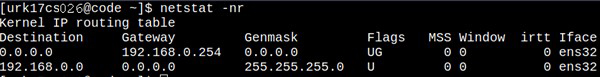 [urk17cs026@code ~]$ netstat -nr
Kernel IP routing table
Destination     Gateway         Genmask         Flags   MSS Window  irtt Iface
0.0.0.0         192.168.0.254   0.0.0.0         UG        0 0          0 ens32
192.168.0.0     0.0.0.0         255.255.255.0   U         0 0          0 ens32